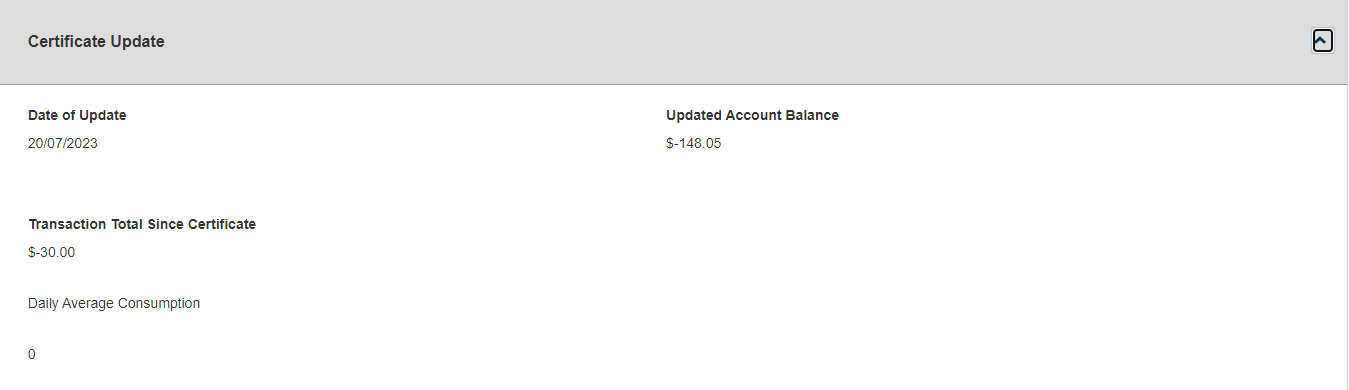 Certificate Update
Date of Update
Updated Account Balance
20/07/2023
$-148.05
Transaction Total Since Certificate
$-30.00
Daily Average Consumption
0